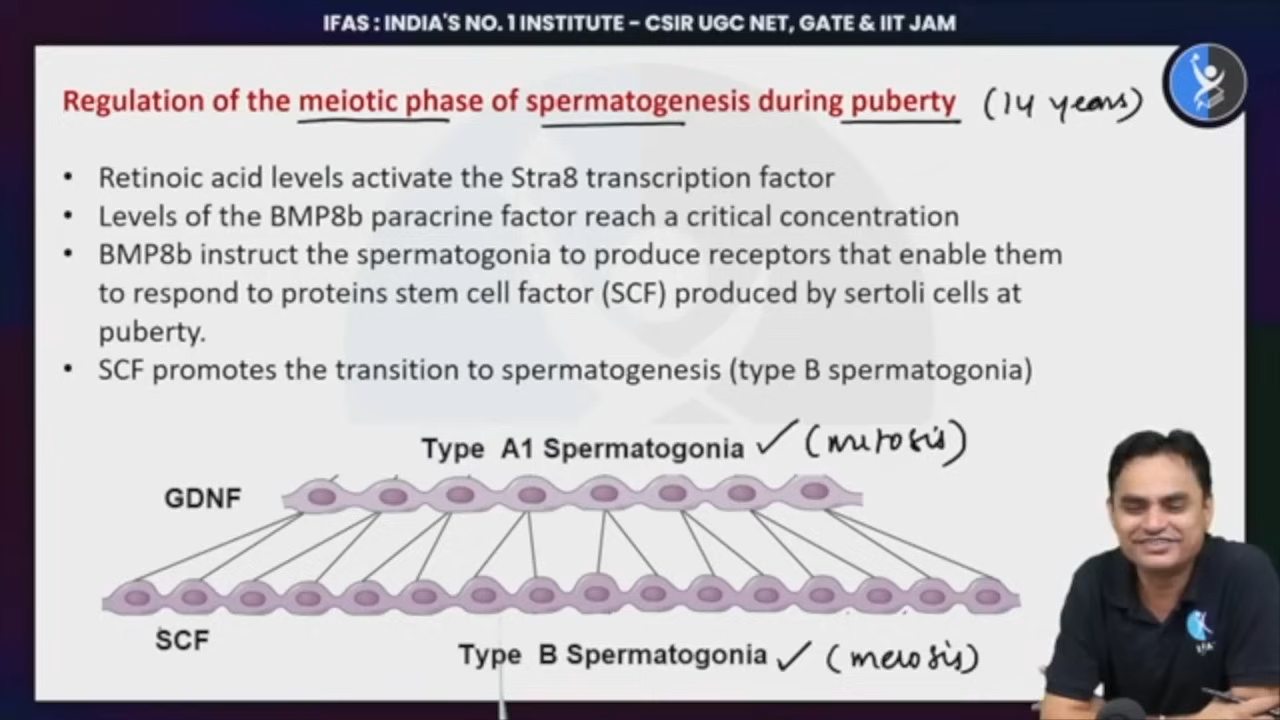 IFAS : INDIA'S NO. 1 INSTITUTE – CSIR UGC NET, GATE & IIT JAM
Regulation of the meiotic phase of spermatogenesis during puberty (14 years)
• Retinoic acid levels activate the Stra8 transcription factor
• Levels of the BMP8b paracrine factor reach a critical concentration
• BMP8b instruct the spermatogonia to produce receptors that enable them
to respond to proteins stem cell factor (SCF) produced by sertoli cells at
puberty.
• SCF promotes the transition to spermatogenesis (type B spermatogonia)
Type A1 Spermatogonia ✓ (mitosis)
GDNF
SCF
Type B Spermatogonia ✓ (meiosis)